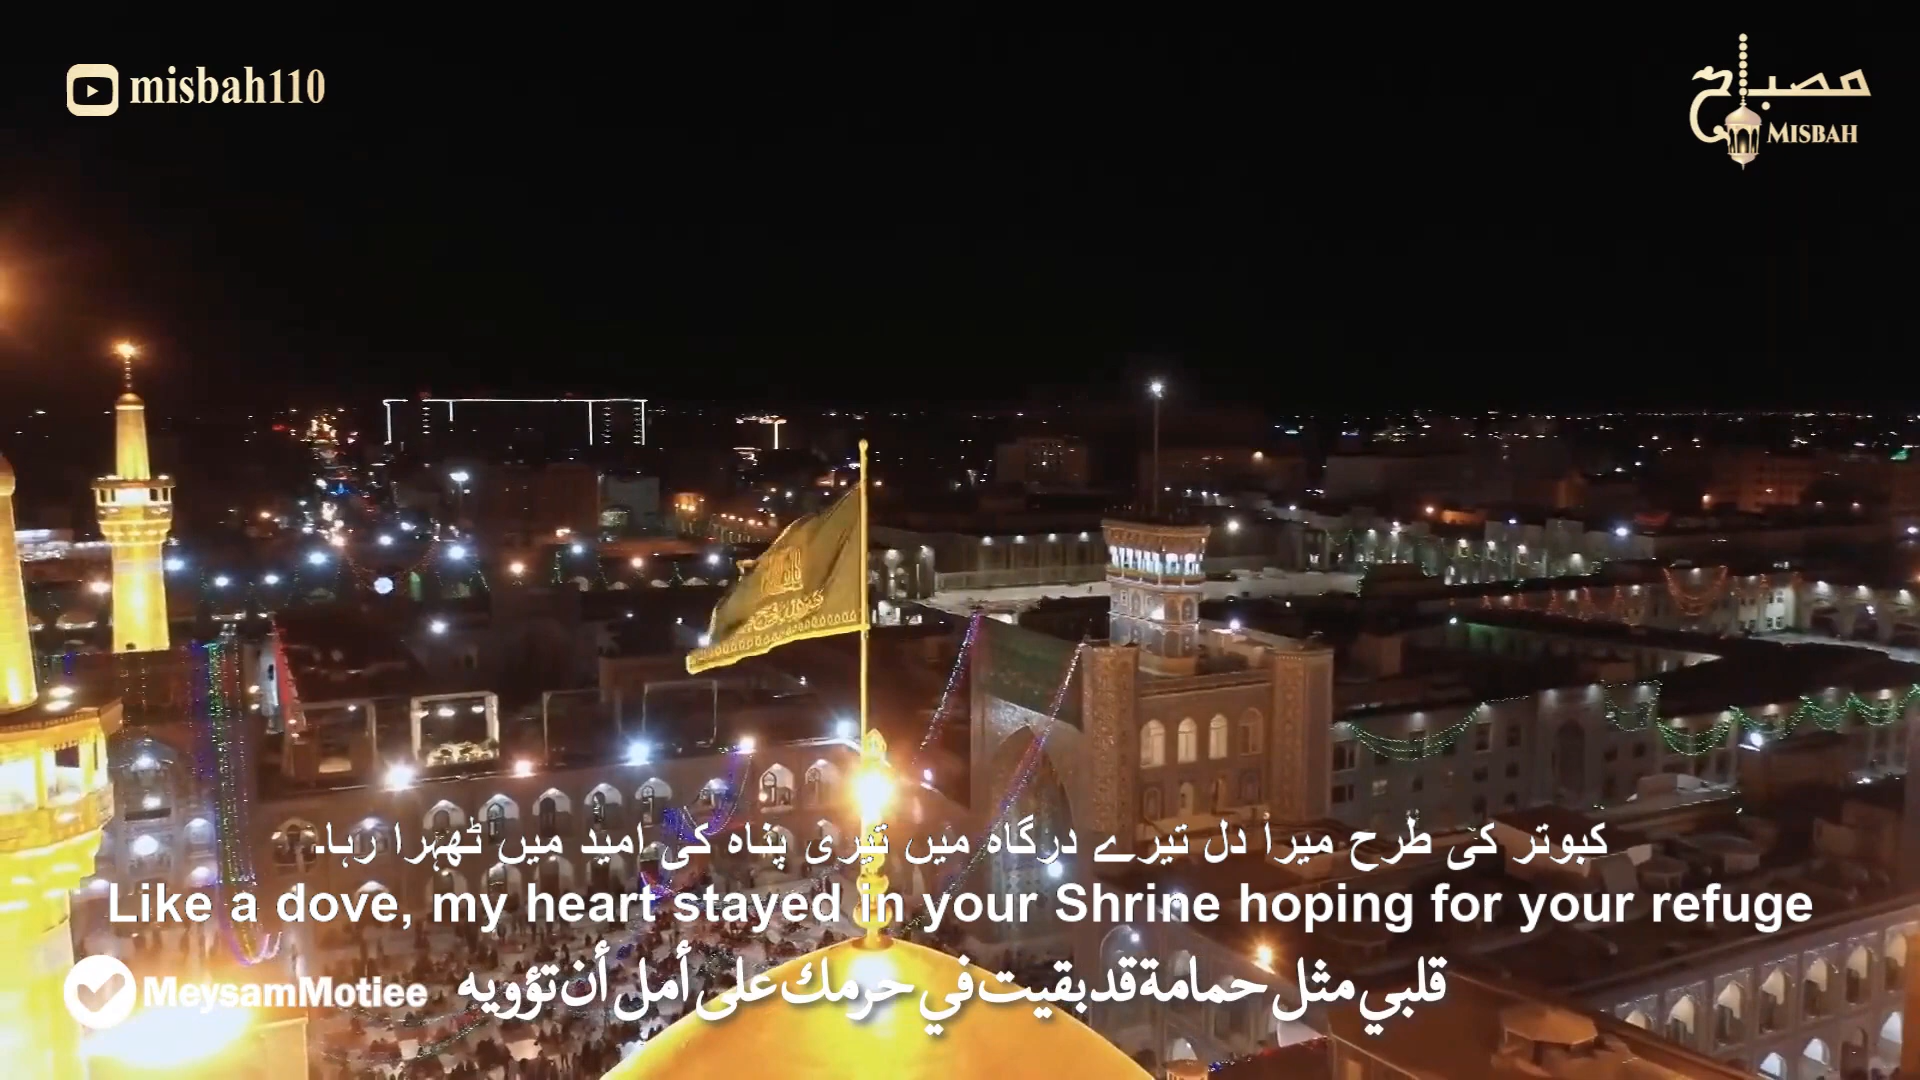 misbah110
مصباح
MISBAH
کبوتر کی طرح میرا دل تیرے درگاہ میں تیری پناہ کی امید میں ٹھہرا رہا۔
Like a dove, my heart stayed in your Shrine hoping for your refuge
قلبي مثل حمامة قد بقيت في حرمك على أمل أن تؤويه
MeysamMotiee